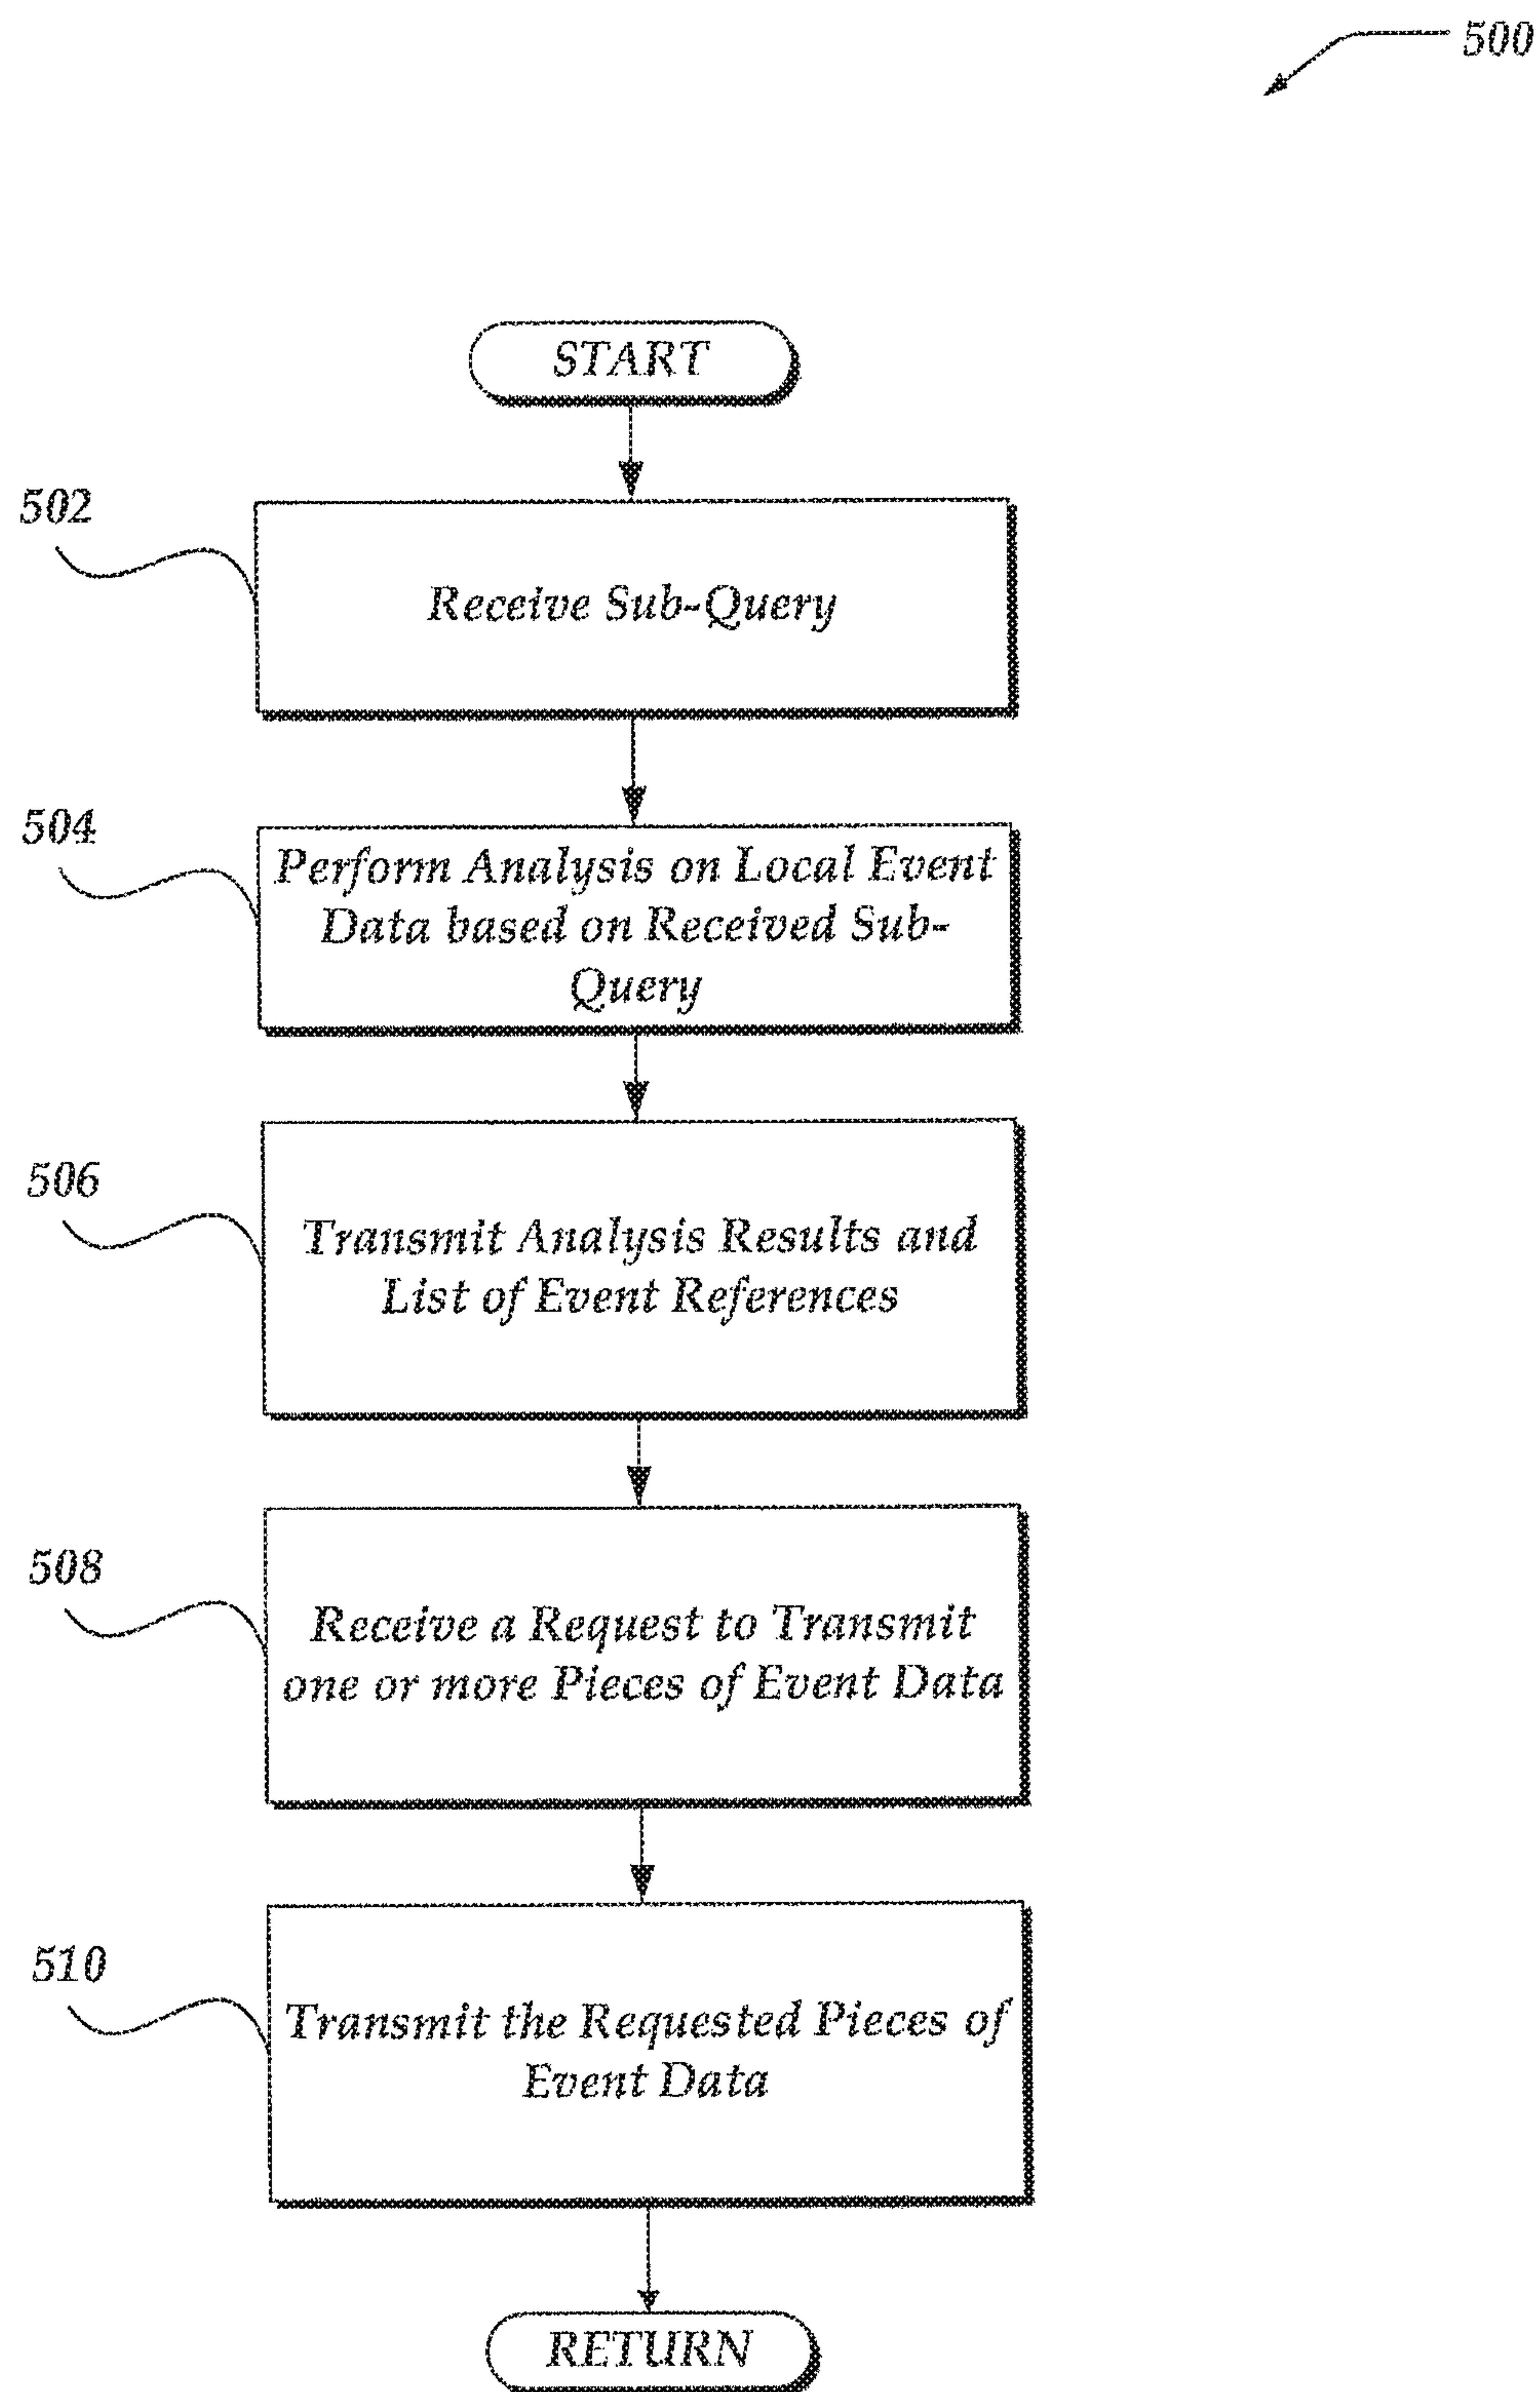 500
START
502
Receive Sub-Query
504
Perform Analysis on Local Event
Data based on Received Sub-
Query
506
Transmit Analysis Results and
List of Event References
508
Receive a Request to Transmit
one or more Pieces of Event Data
510
Transmit the Requested Pieces of
Event Data
RETURN